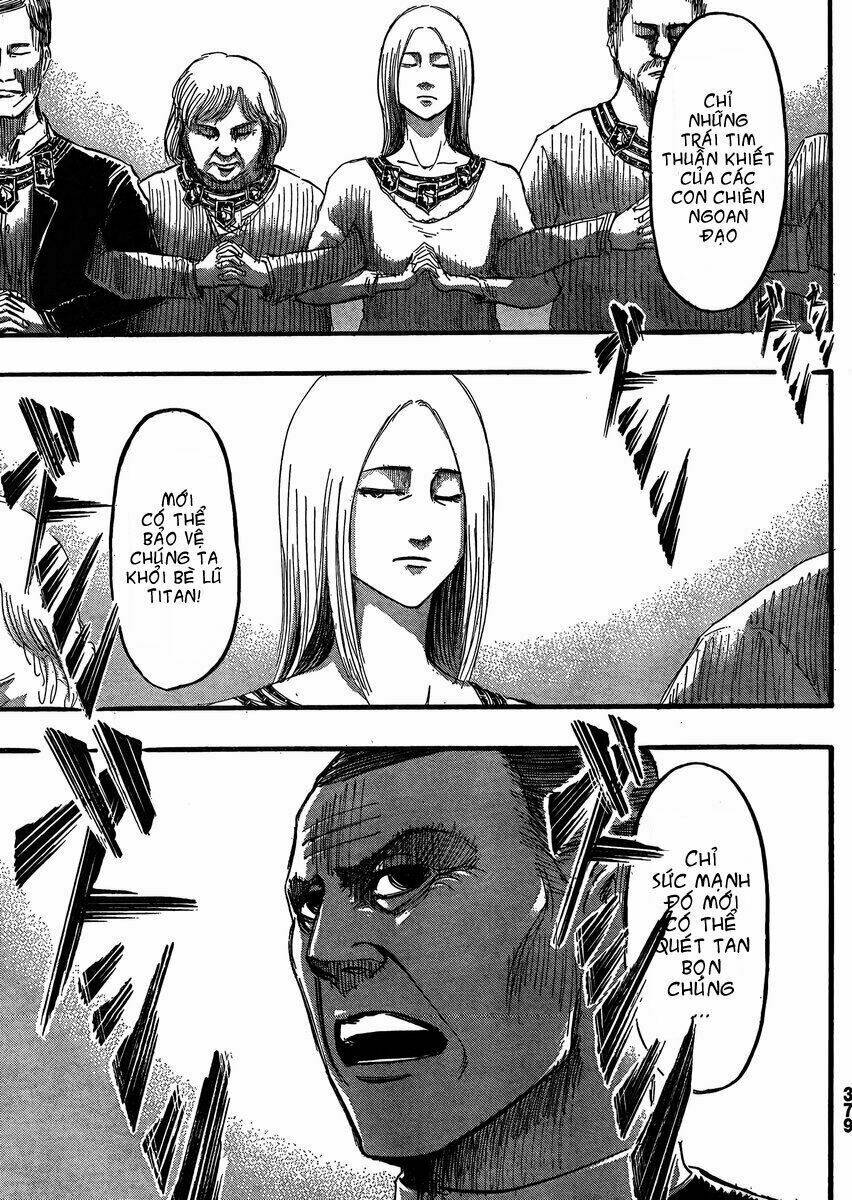 CHỈ
NHỮNG
TRÁI TIM
THUẦN KHIẾT
CỦA CÁC
CON CHIÊN
NGOAN
ĐẠO
MỚI
CÓ THỂ
BẢO VỆ
CHÚNG TA
KHỎI BÈ LŨ
TITAN!
CHỈ
SỨC MẠNH
ĐÓ MỚI
CÓ THỂ
QUÉT TAN
BỌN
CHÚNG
...
379